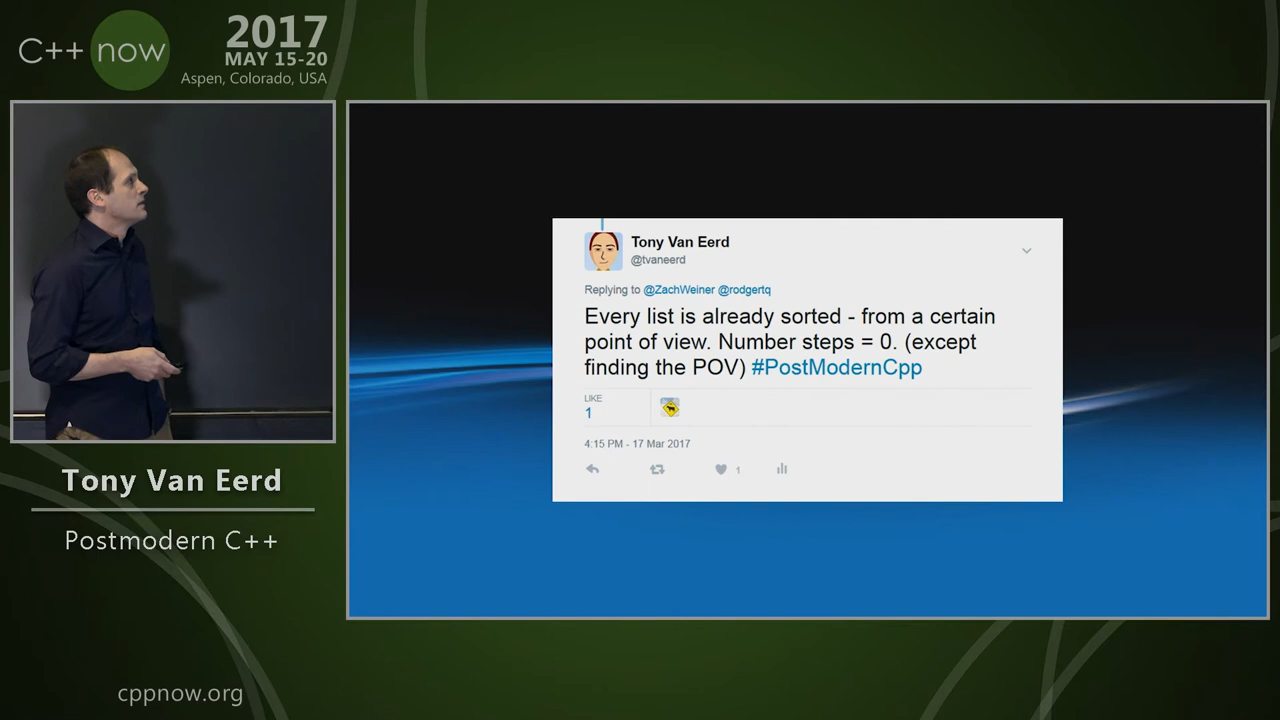 C++ now
2017
MAY 15-20
Aspen, Colorado, USA
Tony Van Eerd
@tvaneerd
Replying to @ZachWeiner @rodgertq
Every list is already sorted - from a certain
point of view. Number steps = 0. (except
finding the POV) #PostModernCpp
LIKE
1
4:15 PM - 17 Mar 2017
1
Tony Van Eerd
Postmodern C++
cppnow.org